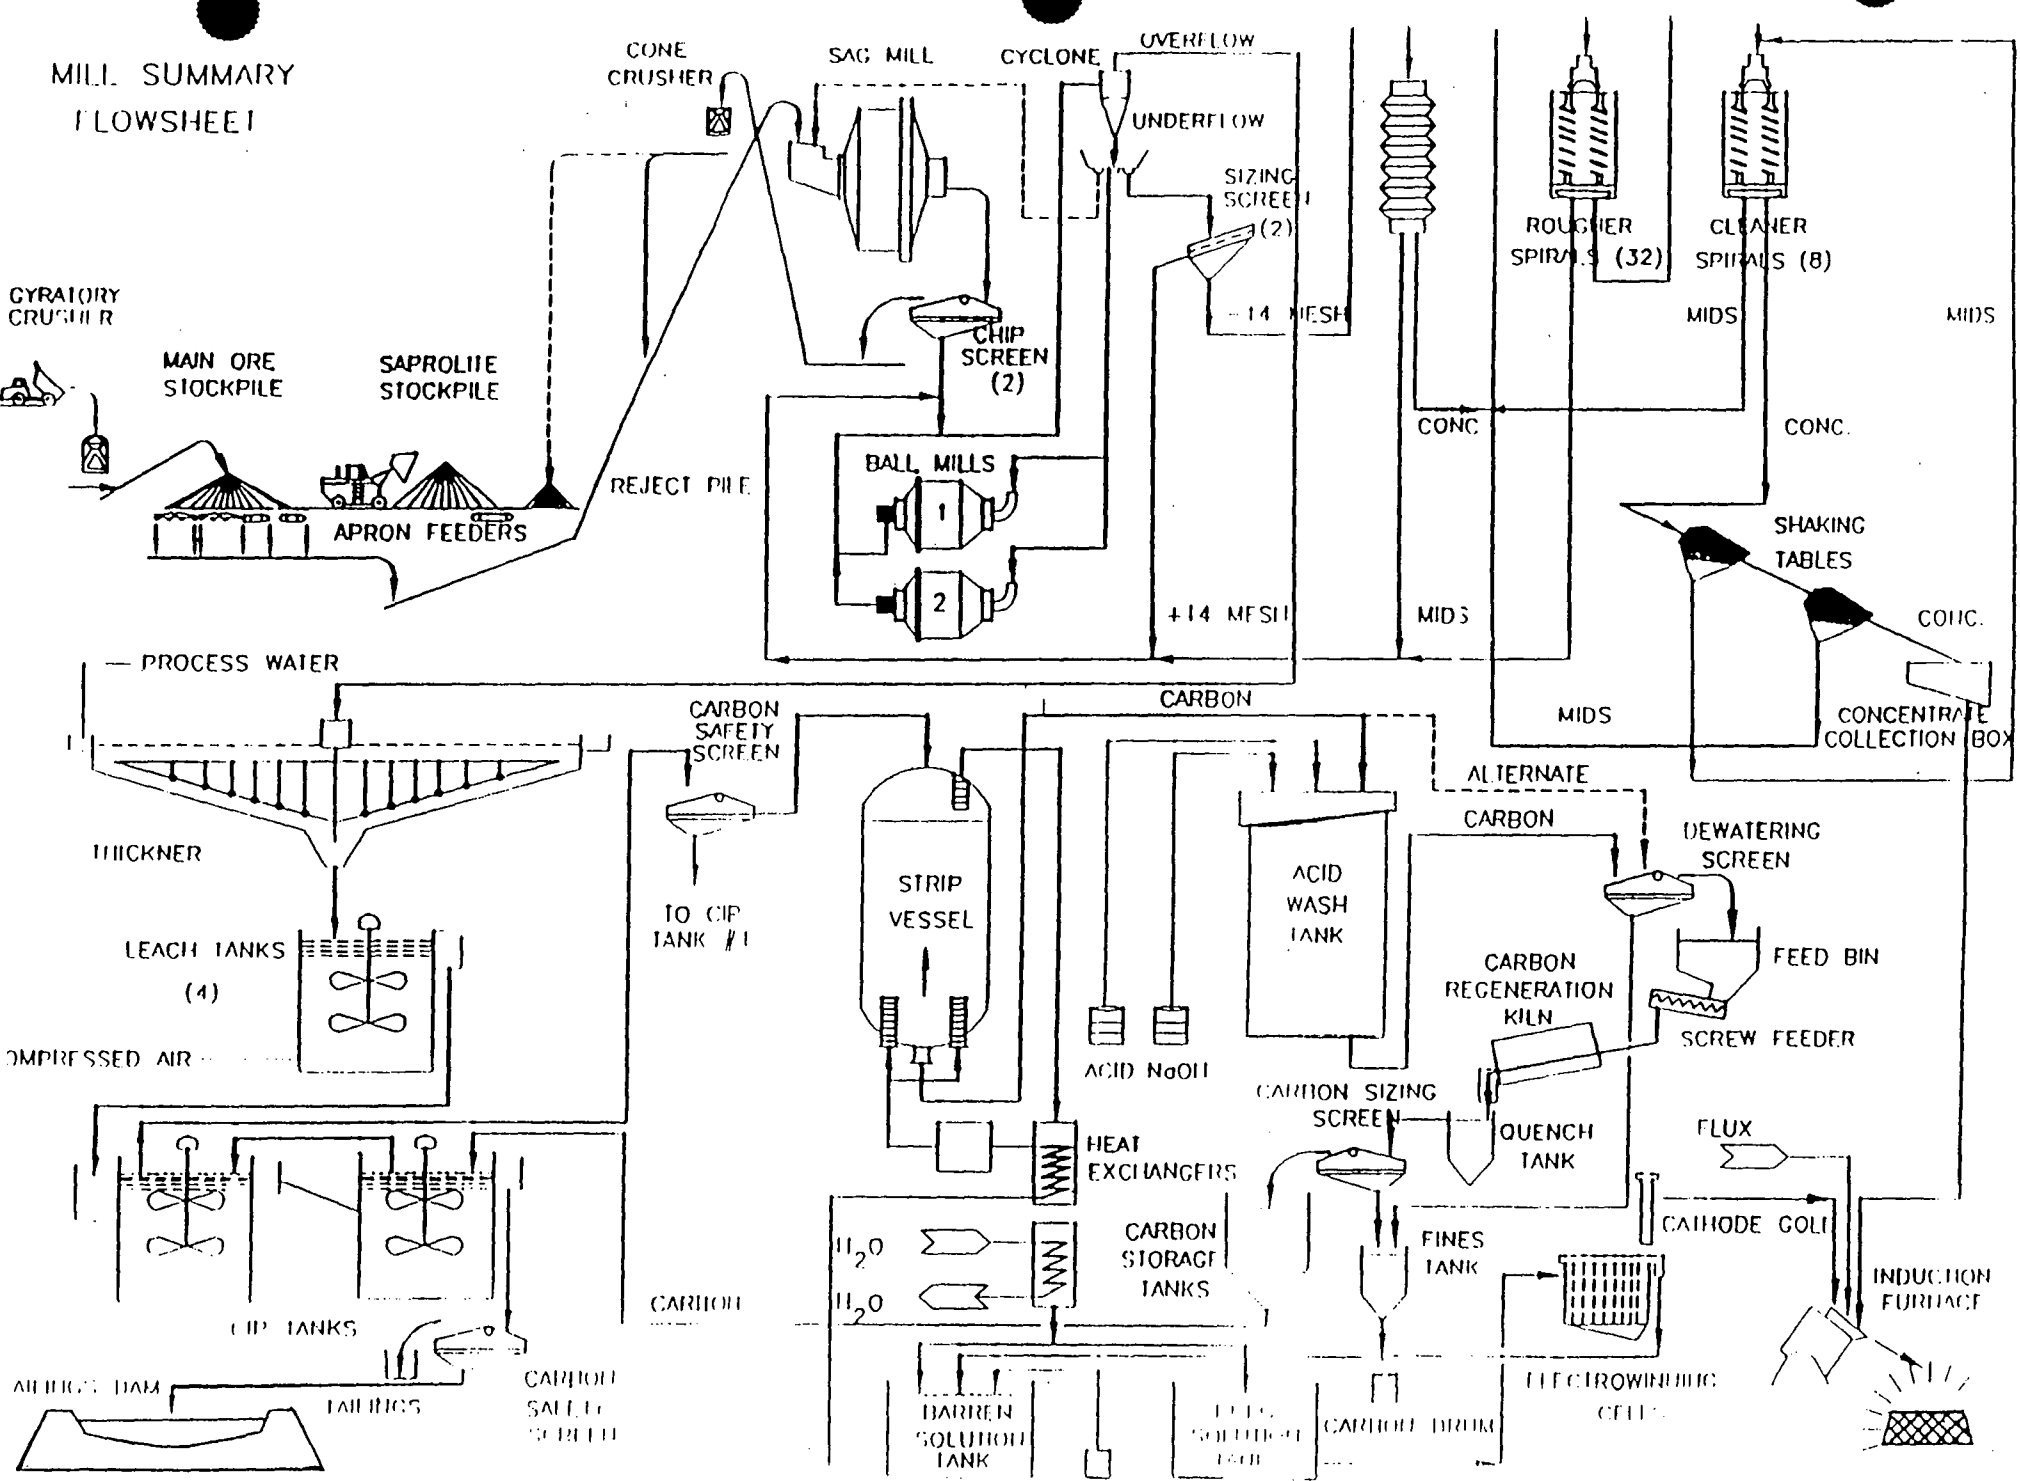 MILL SUMMARY
FLOWSHEET
CONE
CRUSHER
SAG MILL
CYCLONE
OVERFLOW
UNDERFLOW
SIZING
SCREEN
(2)
-14 MESH
ROUGHER
SPIRALS (32)
CLEANER
SPIRALS (8)
MIDS
MIDS
GYRATORY
CRUSHER
MAIN ORE
STOCKPILE
SAPROLITE
STOCKPILE
CHIP
SCREEN
(2)
CONC
CONC.
REJECT PILE
BALL MILLS
1
2
APRON FEEDERS
SHAKING
TABLES
+14 MESH
MIDS
CONC.
PROCESS WATER
CARBON
SAFETY
SCREEN
CARBON
MIDS
CONCENTRATE
COLLECTION BOX
ALTERNATE
CARBON
DEWATERING
SCREEN
THICKNER
STRIP
VESSEL
ACID
WASH
TANK
TO CIP
TANK #1
LEACH TANKS
(4)
FEED BIN
CARBON
REGENERATION
KILN
SCREW FEEDER
OMPRESSED AIR
ACID NaOH
CARBON SIZING
SCREEN
QUENCH
TANK
FLUX
HEAT
EXCHANGERS
CATHODE GOLD
H2O
H2O
CARBON
STORAGE
TANKS
FINES
TANK
INDUCTION
FURNACE
CARBON
CIP TANKS
AILINGS DAM
TAILINGS
CARBON
SAFETY
SCREEN
BARREN
SOLUTION
TANK
SOLUTION
CARBON DRUM
ELECTROWINNING
CELLS